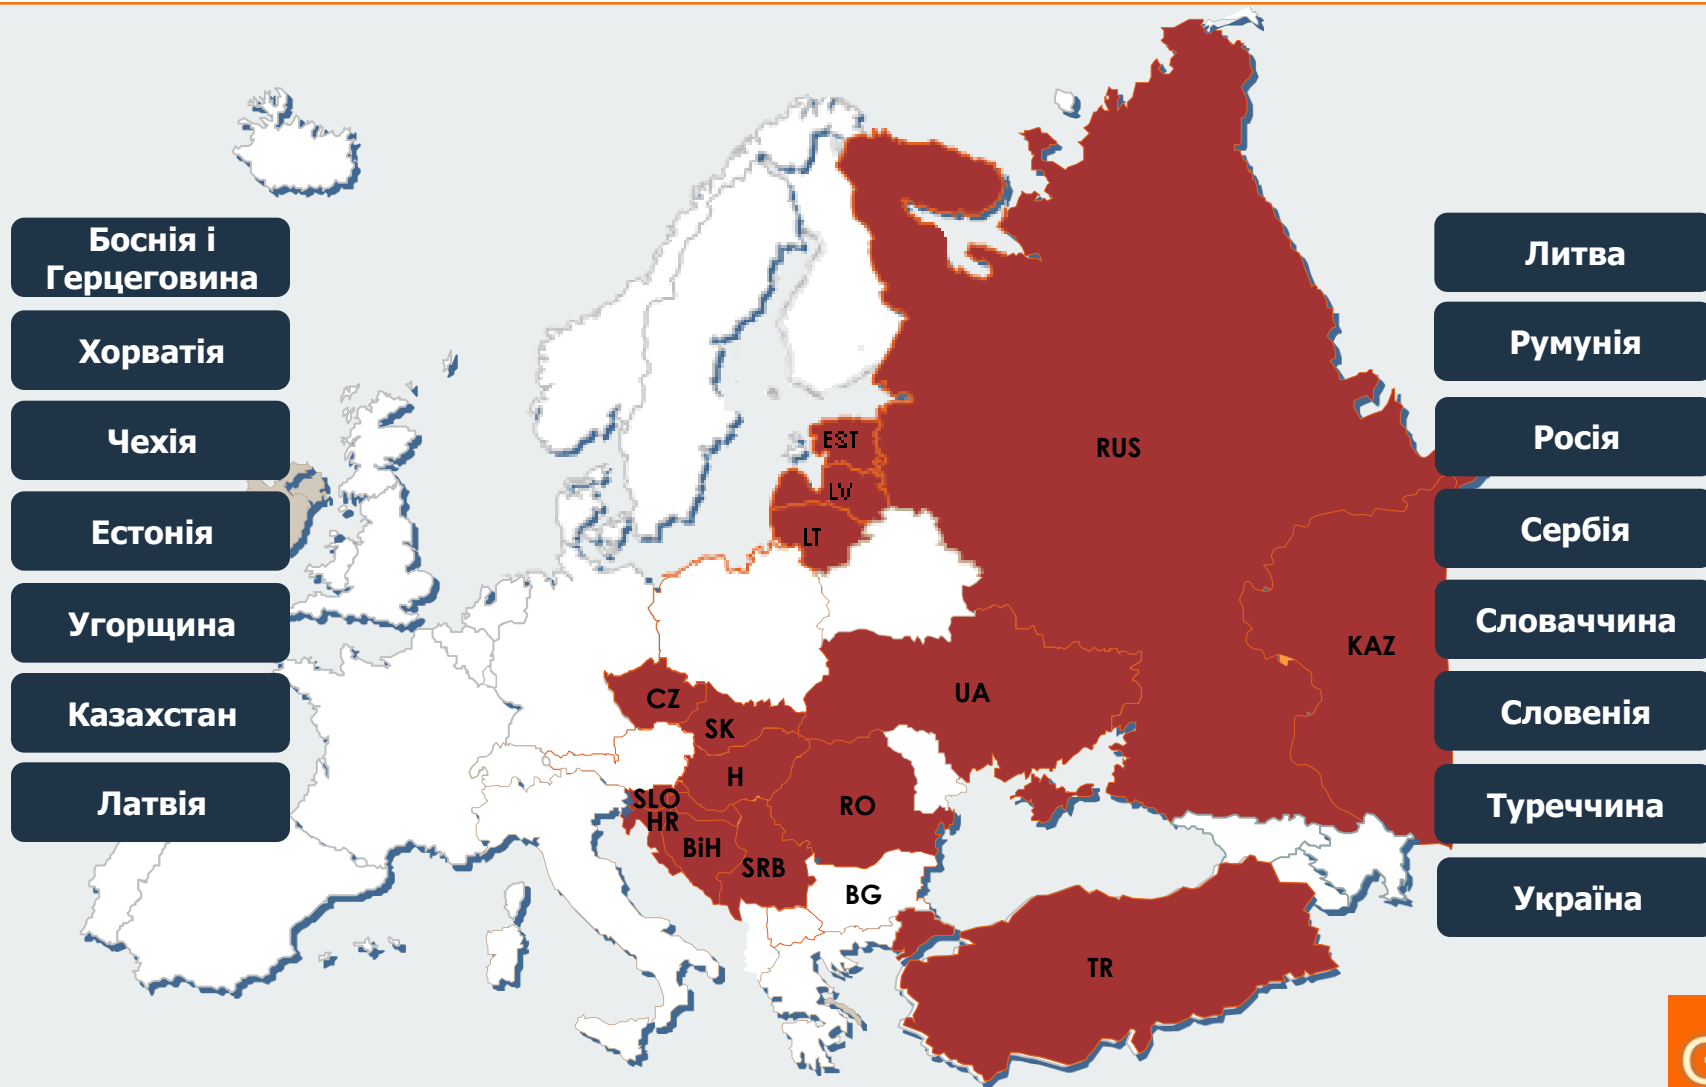 Боснія і
Герцеговина
Хорватія
Чехія
Естонія
Угорщина
Казахстан
Латвія
EST
LV
LT
RUS
KAZ
CZ
SK
UA
H
SLO
HR
RO
BiH
SRB
BG
TR
Литва
Румунія
Росія
Сербія
Словаччина
Словенія
Туреччина
Україна